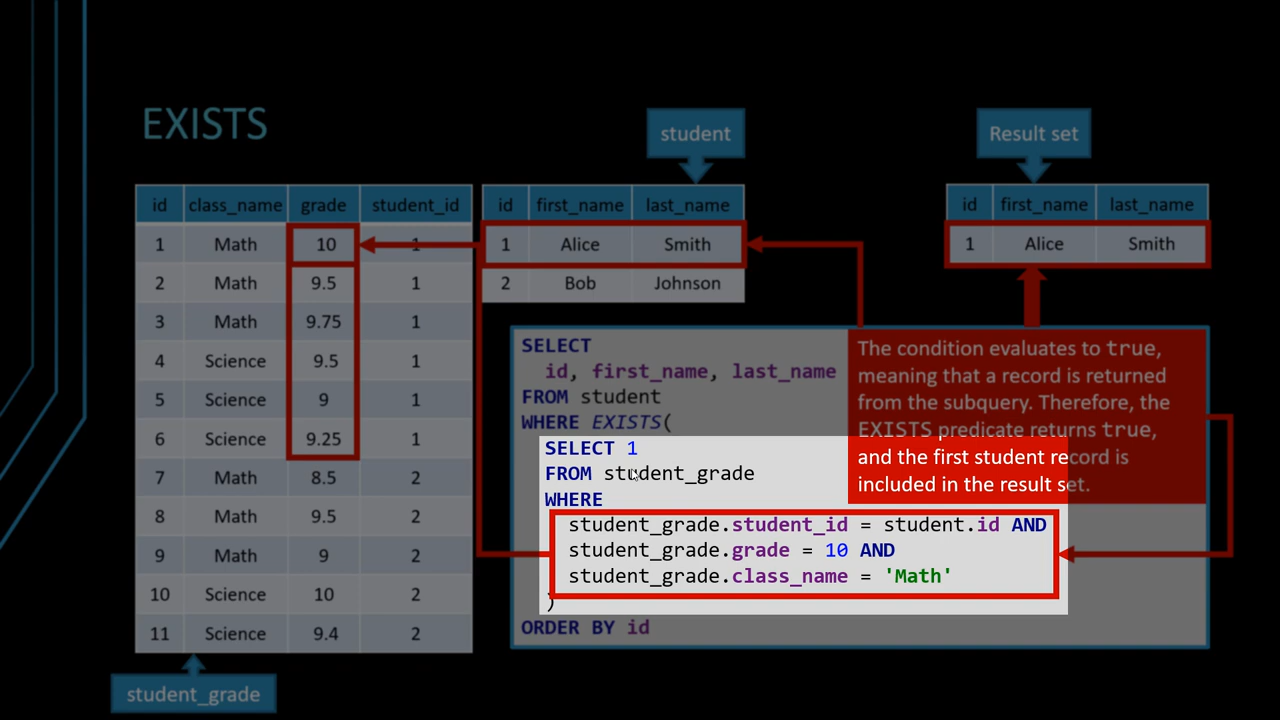 EXISTS
student
Result set
id class_name grade student_id
1 Math 10 1
2 Math 9.5 1
3 Math 9.75 1
4 Science 9.5 1
5 Science 9 1
6 Science 9.25 1
7 Math 8.5 2
8 Math 9.5 2
9 Math 9 2
10 Science 10 2
11 Science 9.4 2
student_grade
id first_name last_name
1 Alice Smith
2 Bob Johnson
id first_name last_name
1 Alice Smith
SELECT
id, first_name, last_name
FROM student
WHERE EXISTS(
SELECT 1
FROM student_grade
WHERE
student_grade.student_id = student.id AND
student_grade.grade = 10 AND
student_grade.class_name = 'Math'
)
ORDER BY id
The condition evaluates to true,
meaning that a record is returned
from the subquery. Therefore, the
EXISTS predicate returns true,
and the first student record is
included in the result set.